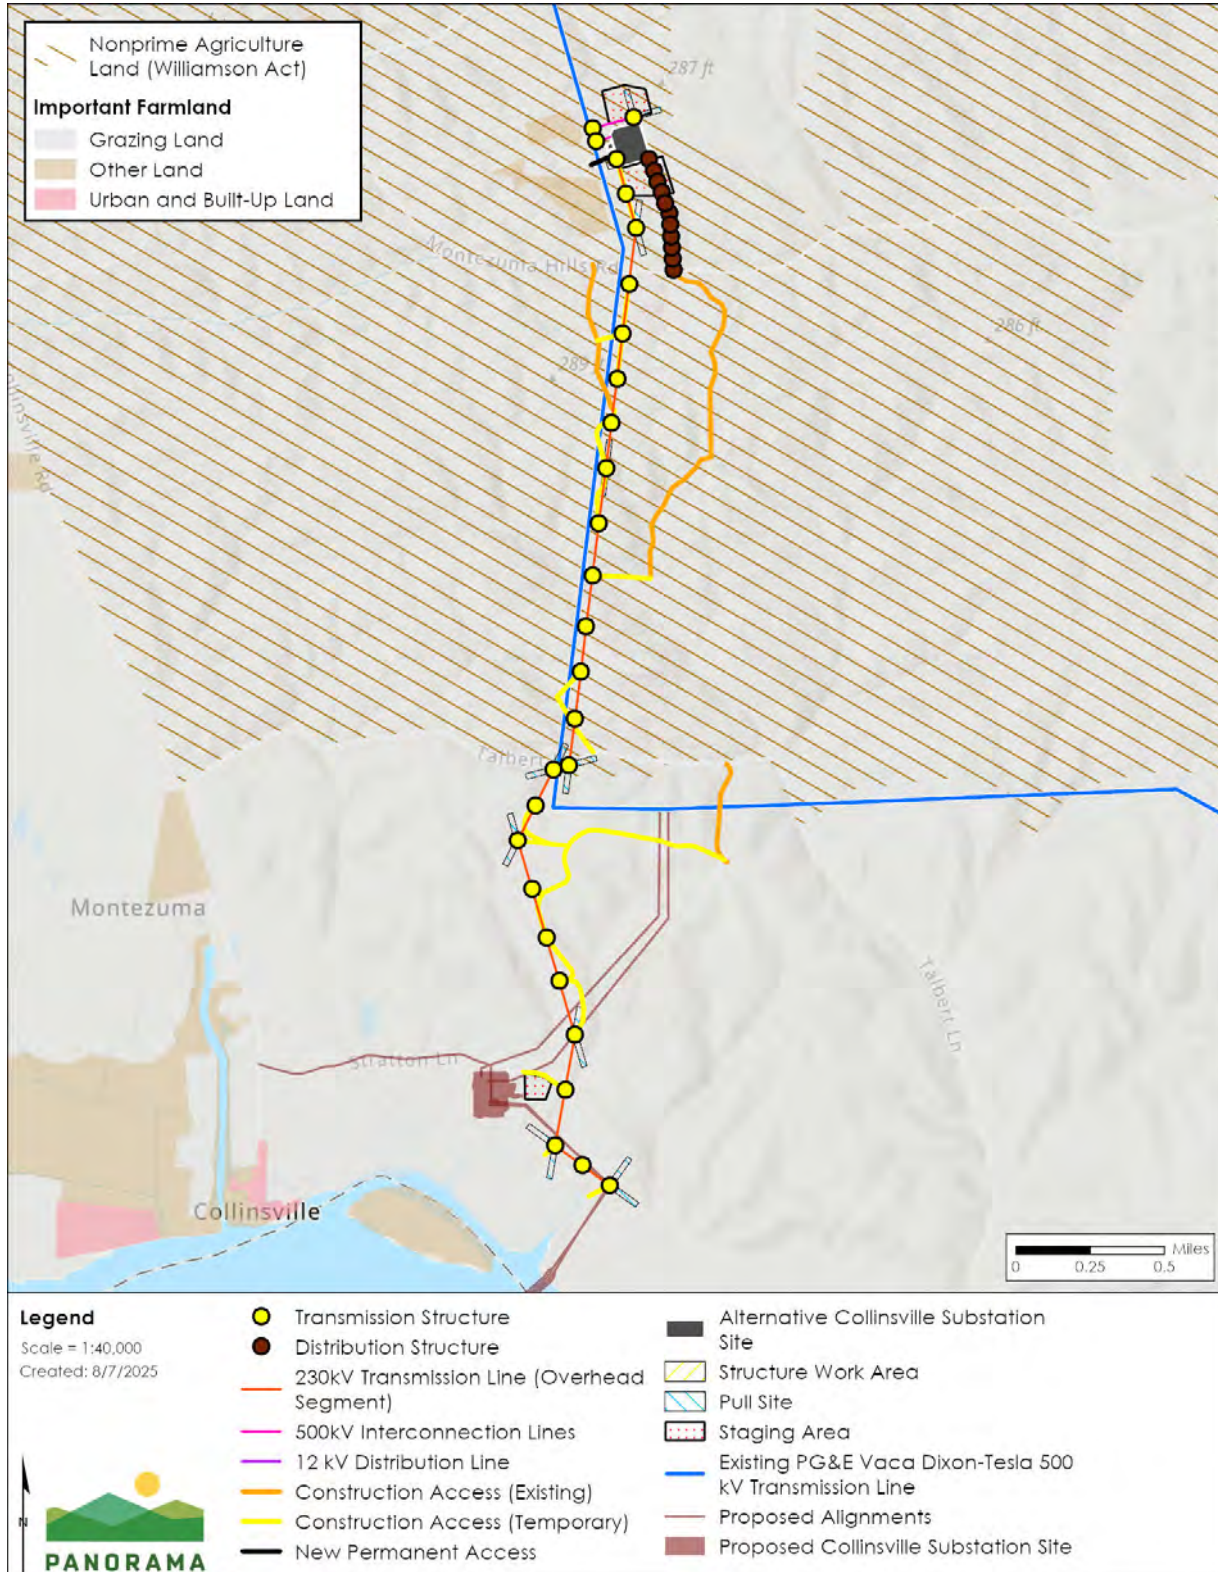 Nonprime Agriculture
Land (Williamson Act)
Important Farmland
Grazing Land
Other Land
Urban and Built-Up Land
287 ft
Montezuma Hills Rd
286 ft
289 ft
ollinsville Rd
Talbert
Montezuma
Talbert Ln
Stratton Ln
Collinsville
Miles
0 0.25 0.5
Legend
Scale = 1:40,000
Created: 8/7/2025
N
PANORAMA
Transmission Structure
Distribution Structure
230kV Transmission Line (Overhead
Segment)
500kV Interconnection Lines
12 kV Distribution Line
Construction Access (Existing)
Construction Access (Temporary)
New Permanent Access
Alternative Collinsville Substation
Site
Structure Work Area
Pull Site
Staging Area
Existing PG&E Vaca Dixon-Tesla 500
kV Transmission Line
Proposed Alignments
Proposed Collinsville Substation Site